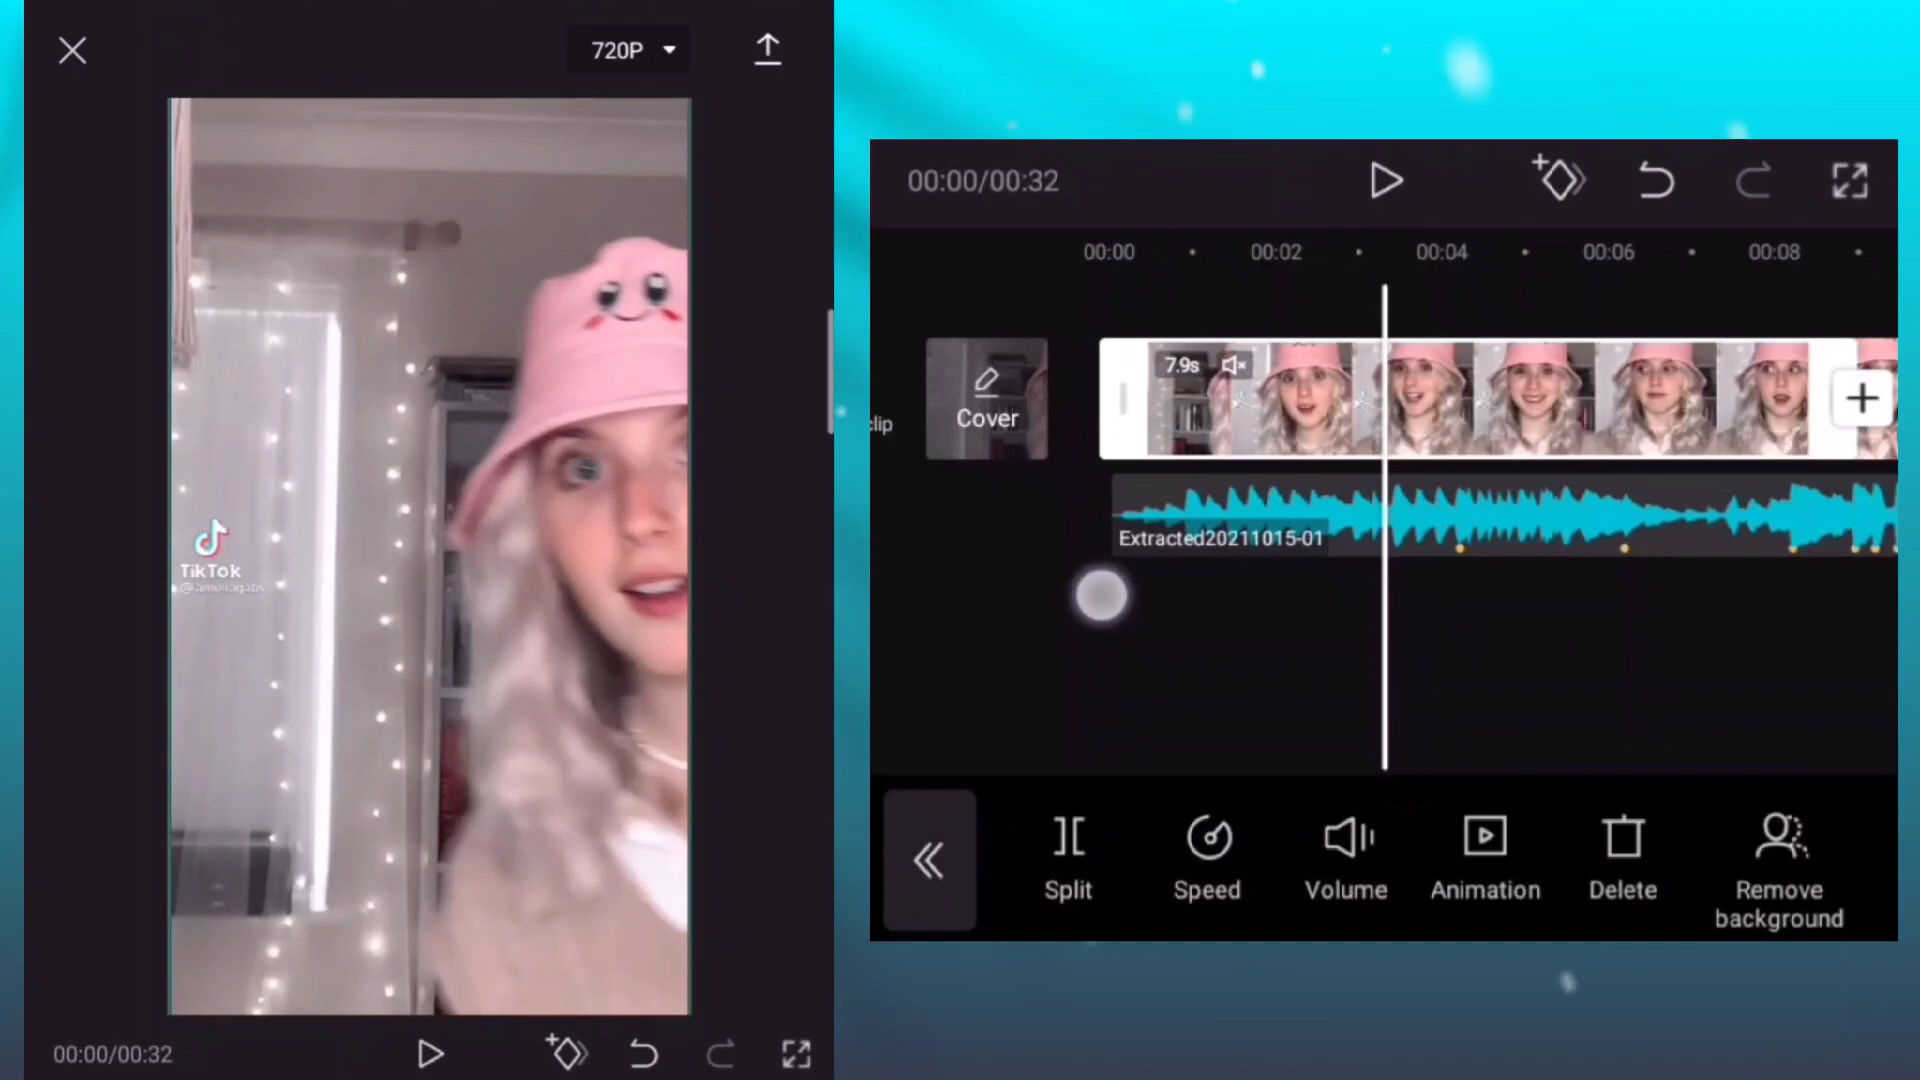 720P
TikTok
00:00/00:32
00:00/00:32
00:00
00:02
00:04
00:06
00:08
clip
Cover
7.9s
Extracted20211015-01
Split
Speed
Volume
Animation
Delete
Remove
background